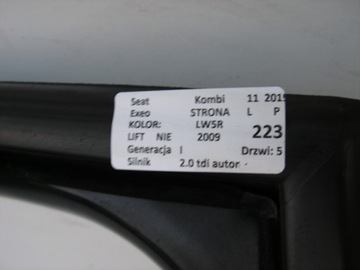 Seat Kombi 11 2015
Exeo STRONA L P
KOLOR: LW5R
LIFT NIE 2009 223
Generacja I Drzwi: 5
Silnik 2.0 tdi autor